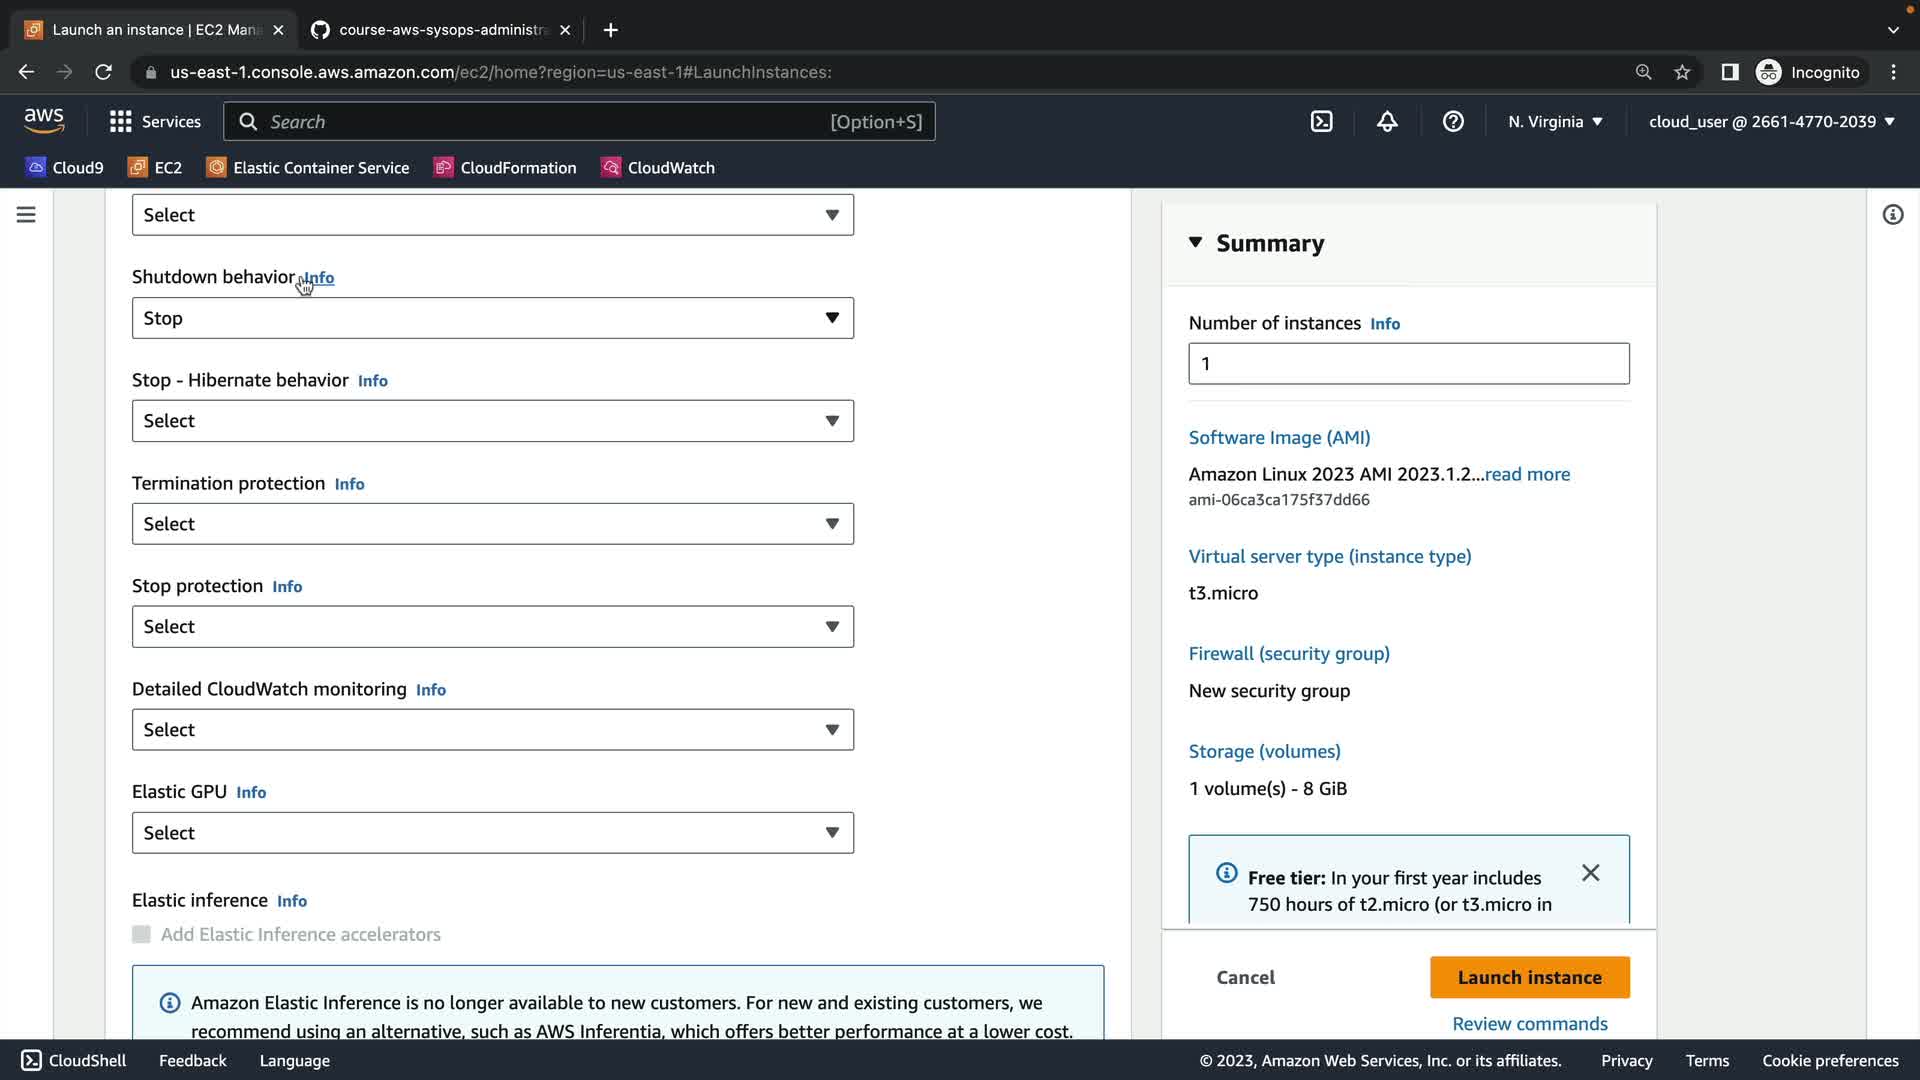 Launch an instance | EC2 Mana
course-aws-sysops-administra
us-east-1.console.aws.amazon.com/ec2/home?region=us-east-1#LaunchInstances:
Incognito
aws
Services
Search
[Option+S]
N. Virginia
cloud_user @ 2661-4770-2039
Cloud9
EC2
Elastic Container Service
CloudFormation
CloudWatch
Select
Shutdown behavior Info
Stop
Stop - Hibernate behavior Info
Select
Termination protection Info
Select
Stop protection Info
Select
Detailed CloudWatch monitoring Info
Select
Elastic GPU Info
Select
Elastic inference Info
Add Elastic Inference accelerators
Amazon Elastic Inference is no longer available to new customers. For new and existing customers, we
recommend using an alternative, such as AWS Inferentia, which offers better performance at a lower cost.
Summary
Number of instances Info
1
Software Image (AMI)
Amazon Linux 2023 AMI 2023.1.2...read more
ami-06ca3ca175f37dd66
Virtual server type (instance type)
t3.micro
Firewall (security group)
New security group
Storage (volumes)
1 volume(s) - 8 GiB
Free tier: In your first year includes
750 hours of t2.micro (or t3.micro in
Cancel
Launch instance
Review commands
CloudShell
Feedback
Language
© 2023, Amazon Web Services, Inc. or its affiliates.
Privacy
Terms
Cookie preferences